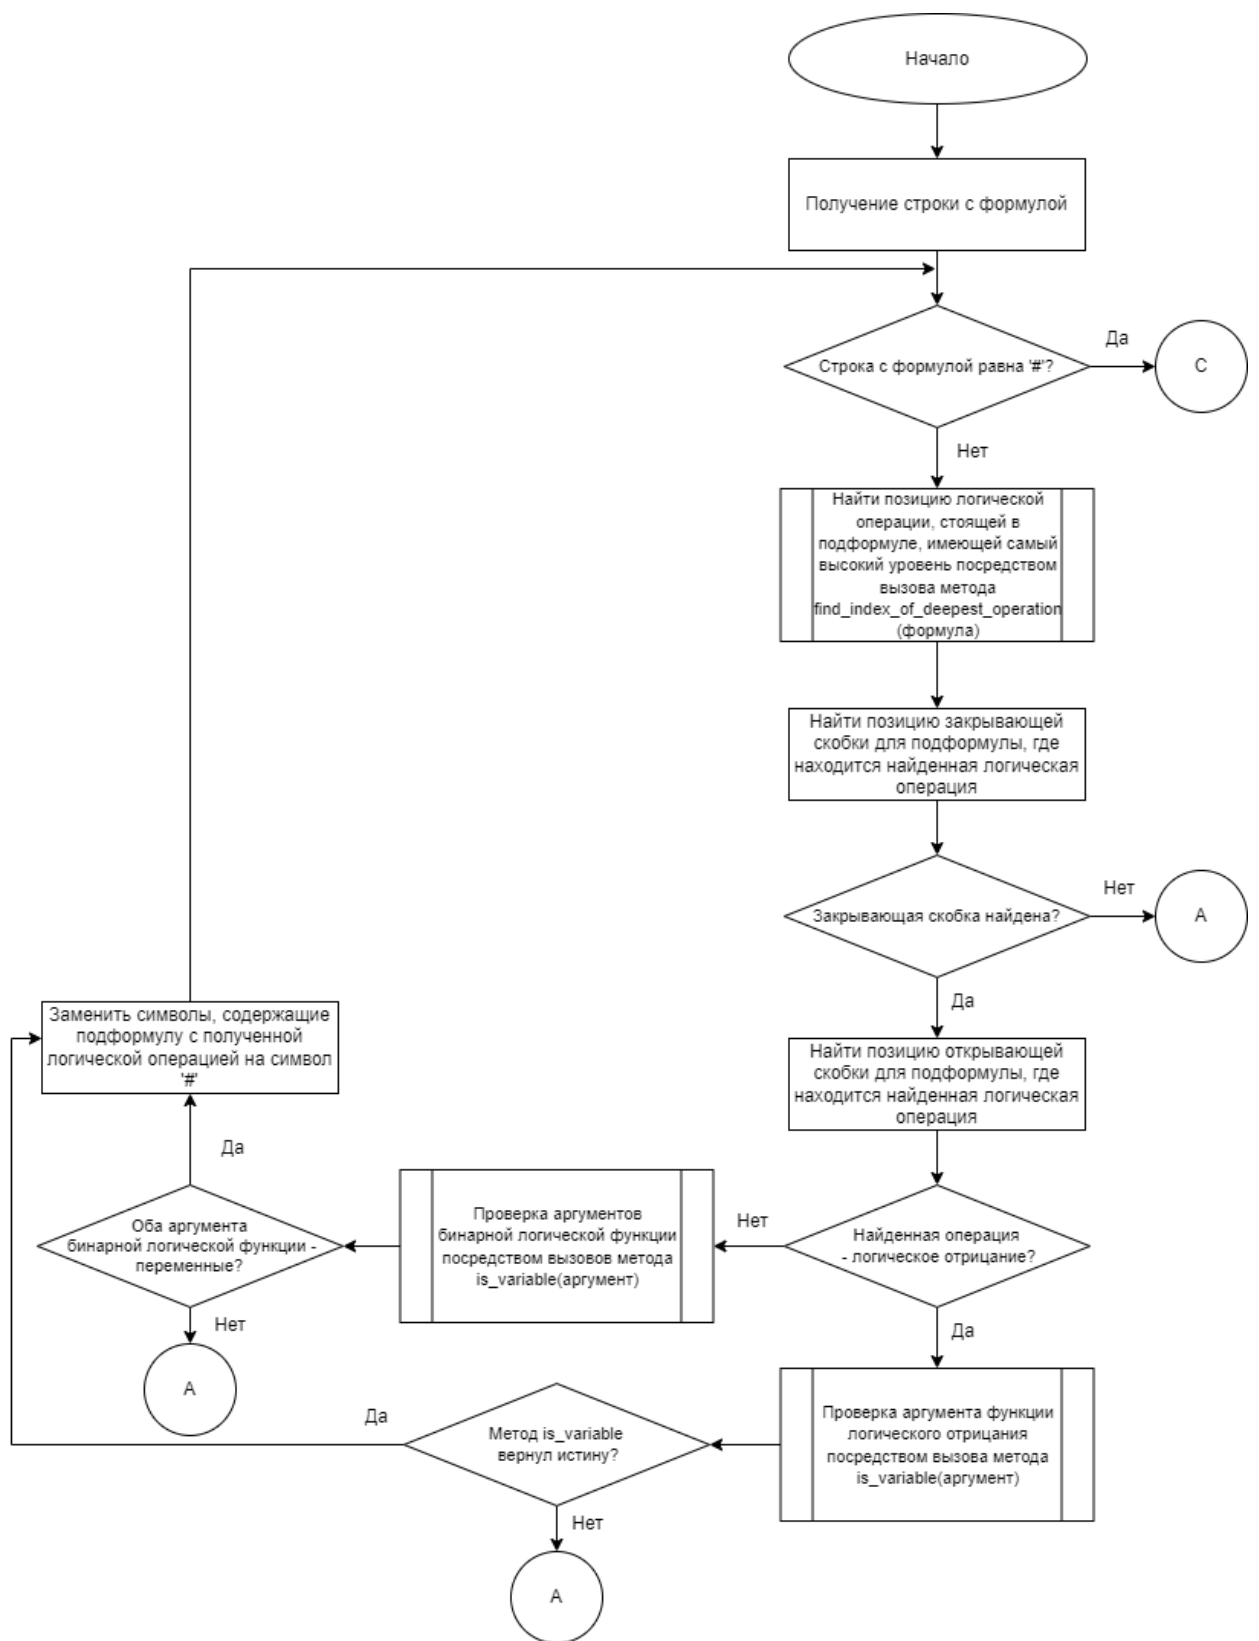 Начало
Получение строки с формулой
Строка с формулой равна '#'?
Да
С
Нет
Найти позицию логической
операции, стоящей в
подформуле, имеющей самый
высокий уровень посредством
вызова метода
find_index_of_deepest_operation
(формула)
Найти позицию закрывающей
скобки для подформулы, где
находится найденная логическая
операция
Закрывающая скобка найдена?
Нет
А
Да
Заменить символы, содержащие
подформулу с полученной
логической операцией на символ
'#'
Найти позицию открывающей
скобки для подформулы, где
находится найденная логическая
операция
Да
Найденная операция
- логическое отрицание?
Нет
Проверка аргументов
бинарной логической функции
посредством вызовов метода
is_variable(аргумент)
Оба аргумента
бинарной логической функции -
переменные?
Нет
А
Да
Проверка аргумента функции
логического отрицания
посредством вызова метода
is_variable(аргумент)
Метод is_variable
вернул истину?
Да
Нет
А